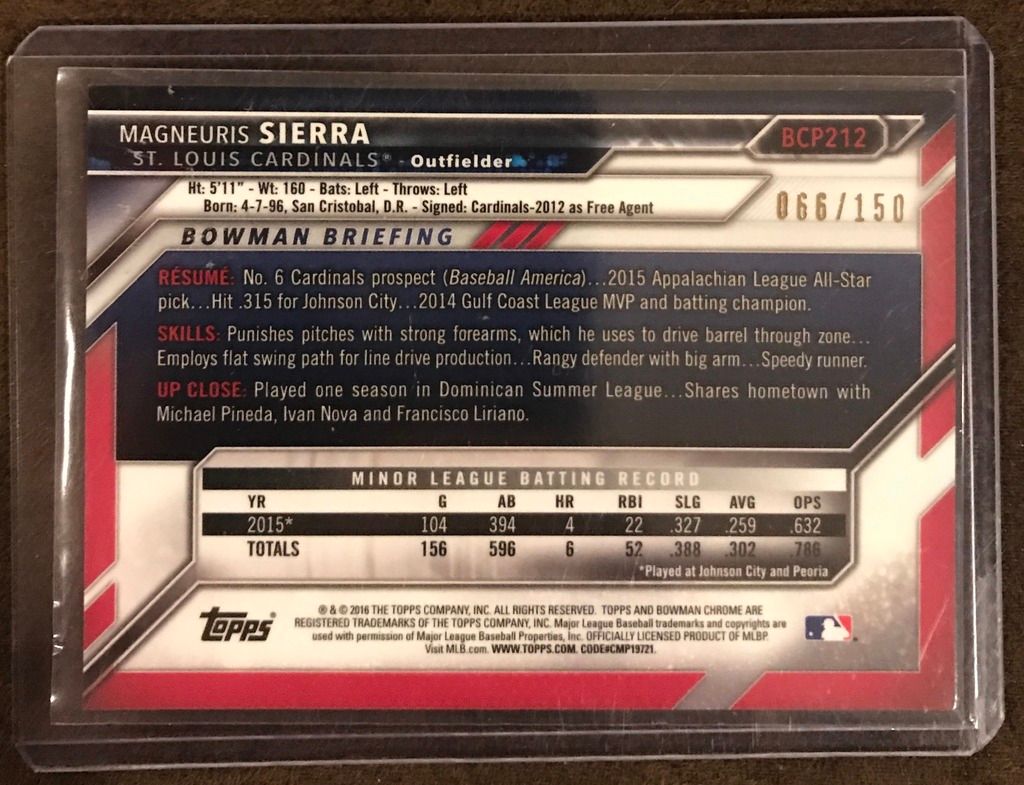 MAGNEURIS SIERRA
BCP212
ST. LOUIS CARDINALS® - Outfielder
Ht: 5'11" - Wt: 160 - Bats: Left - Throws: Left
Born: 4-7-96, San Cristobal, D.R. - Signed: Cardinals-2012 as Free Agent
066/150
BOWMAN BRIEFING
RÉSUMÉ: No. 6 Cardinals prospect (Baseball America)...2015 Appalachian League All-Star
pick...Hit .315 for Johnson City...2014 Gulf Coast League MVP and batting champion.
SKILLS: Punishes pitches with strong forearms, which he uses to drive barrel through zone...
Employs flat swing path for line drive production...Rangy defender with big arm...Speedy runner.
UP CLOSE: Played one season in Dominican Summer League...Shares hometown with
Michael Pineda, Ivan Nova and Francisco Liriano.
MINOR LEAGUE BATTING RECORD
YR G AB HR RBI SLG AVG OPS
2015* 104 394 4 22 .327 .259 .632
TOTALS 156 596 6 52 .388 .302 .786
*Played at Johnson City and Peoria
Topps®
® & © 2016 THE TOPPS COMPANY, INC. ALL RIGHTS RESERVED. TOPPS AND BOWMAN CHROME ARE
REGISTERED TRADEMARKS OF THE TOPPS COMPANY, INC. Major League Baseball trademarks and copyrights are
used with permission of Major League Baseball Properties, Inc. OFFICIALLY LICENSED PRODUCT OF MLBP.
Visit MLB.com. WWW.TOPPS.COM. CODE#CMP19721.